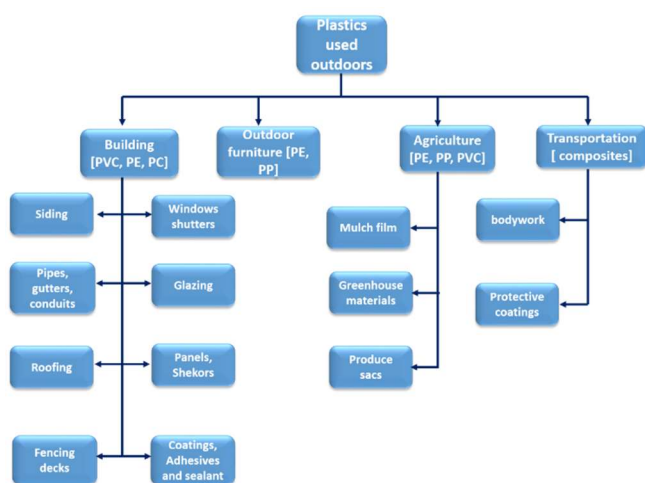 Plastics
used
outdoors
Building
[PVC, PE, PC]
Outdoor
furniture [PE,
PP]
Agriculture
[PE, PP, PVC]
Transportation
[ composites]
Siding
Windows
shutters
Pipes,
gutters,
conduits
Glazing
Roofing
Panels,
Shekors
Fencing
decks
Coatings,
Adhesives
and sealant
Mulch film
Greenhouse
materials
Produce
sacs
bodywork
Protective
coatings